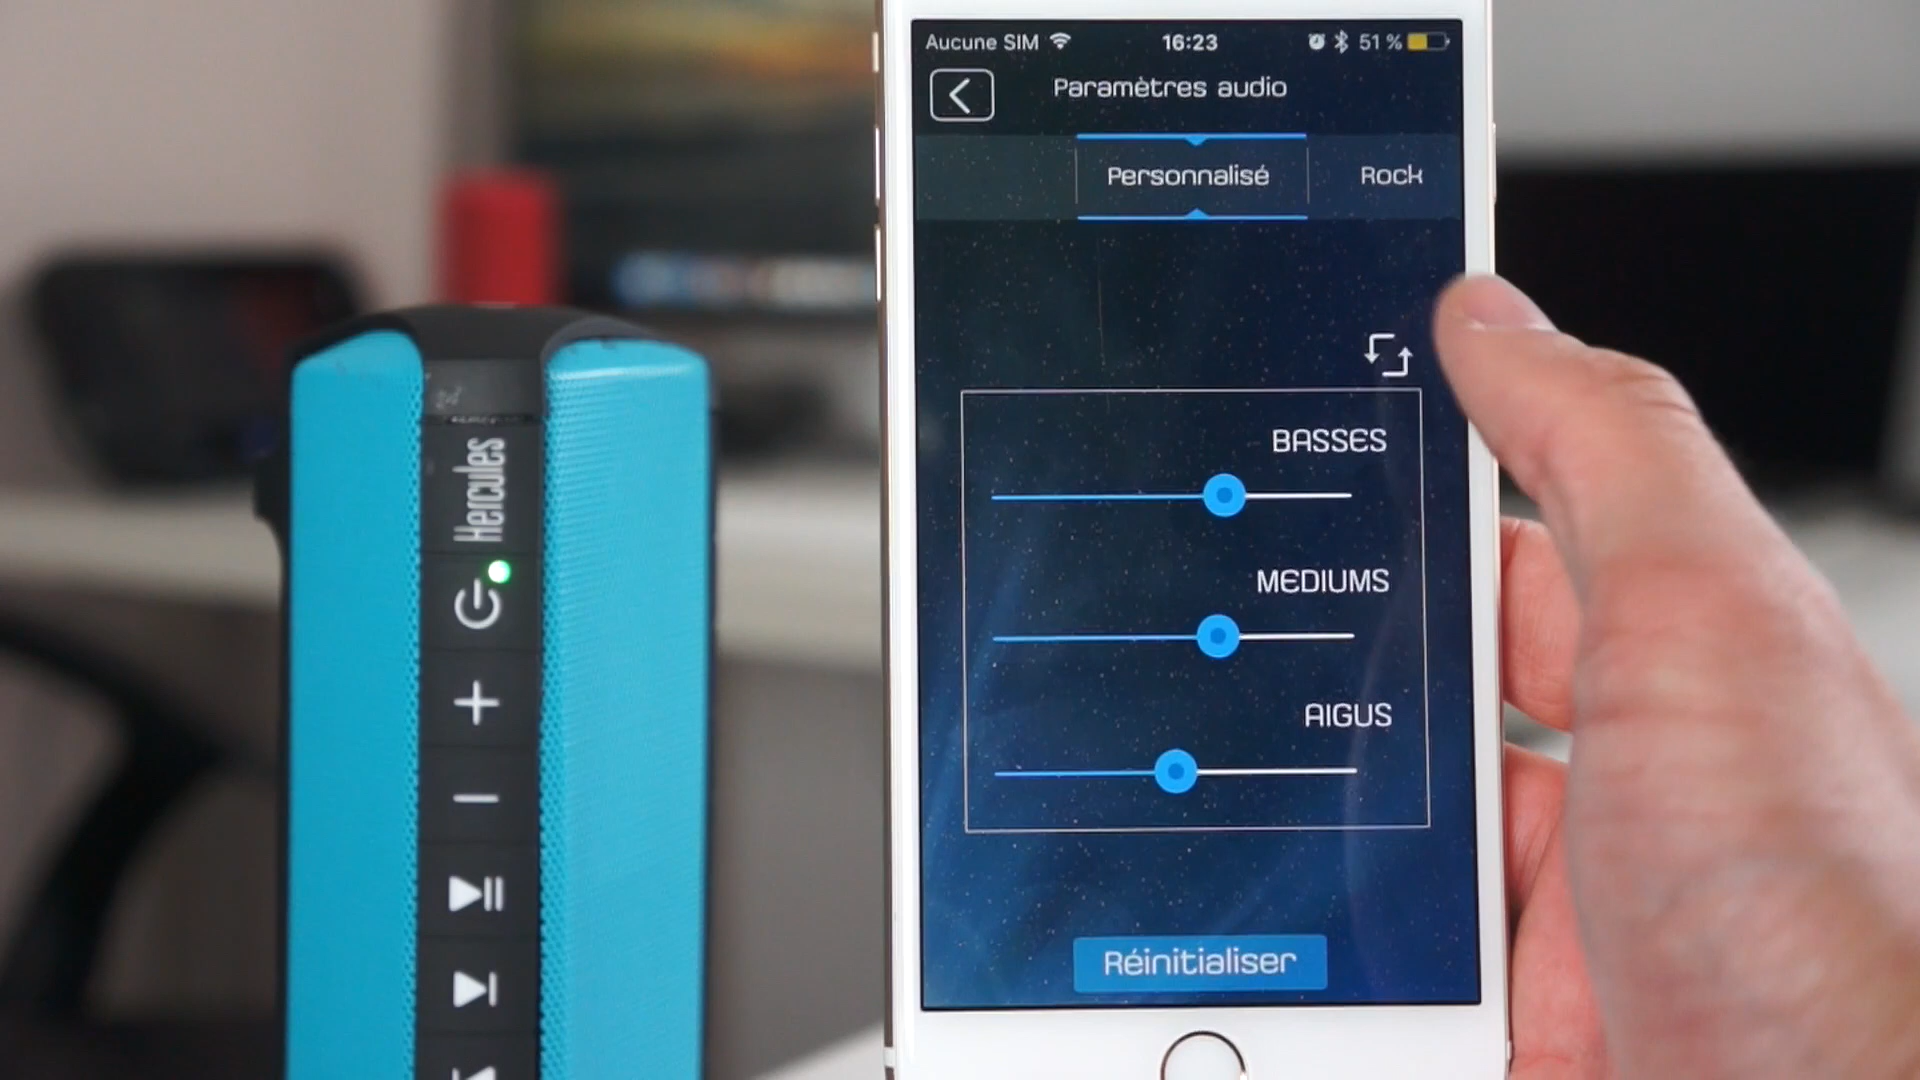 Aucune SIM 16:23 51 %
Paramètres audio
Personnalisé Rock
BASSES
MEDIUMS
AIGUS
Réinitialiser
Hercules